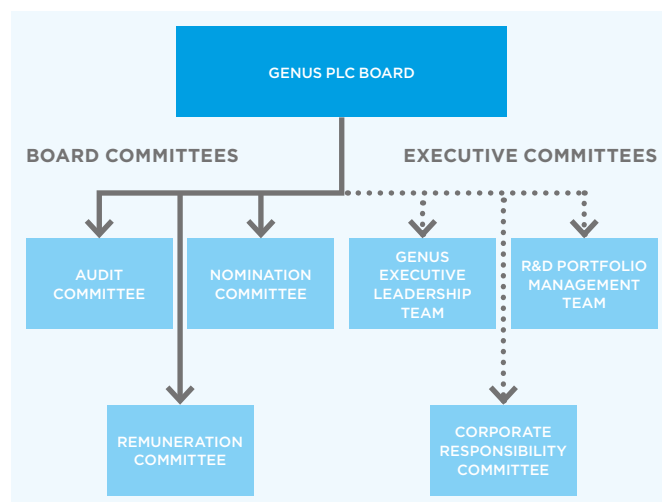 GENUS PLC BOARD
BOARD COMMITTEES
EXECUTIVE COMMITTEES
AUDIT
COMMITTEE
NOMINATION
COMMITTEE
GENUS
EXECUTIVE
LEADERSHIP
TEAM
R&D PORTFOLIO
MANAGEMENT
TEAM
REMUNERATION
COMMITTEE
CORPORATE
RESPONSIBILITY
COMMITTEE